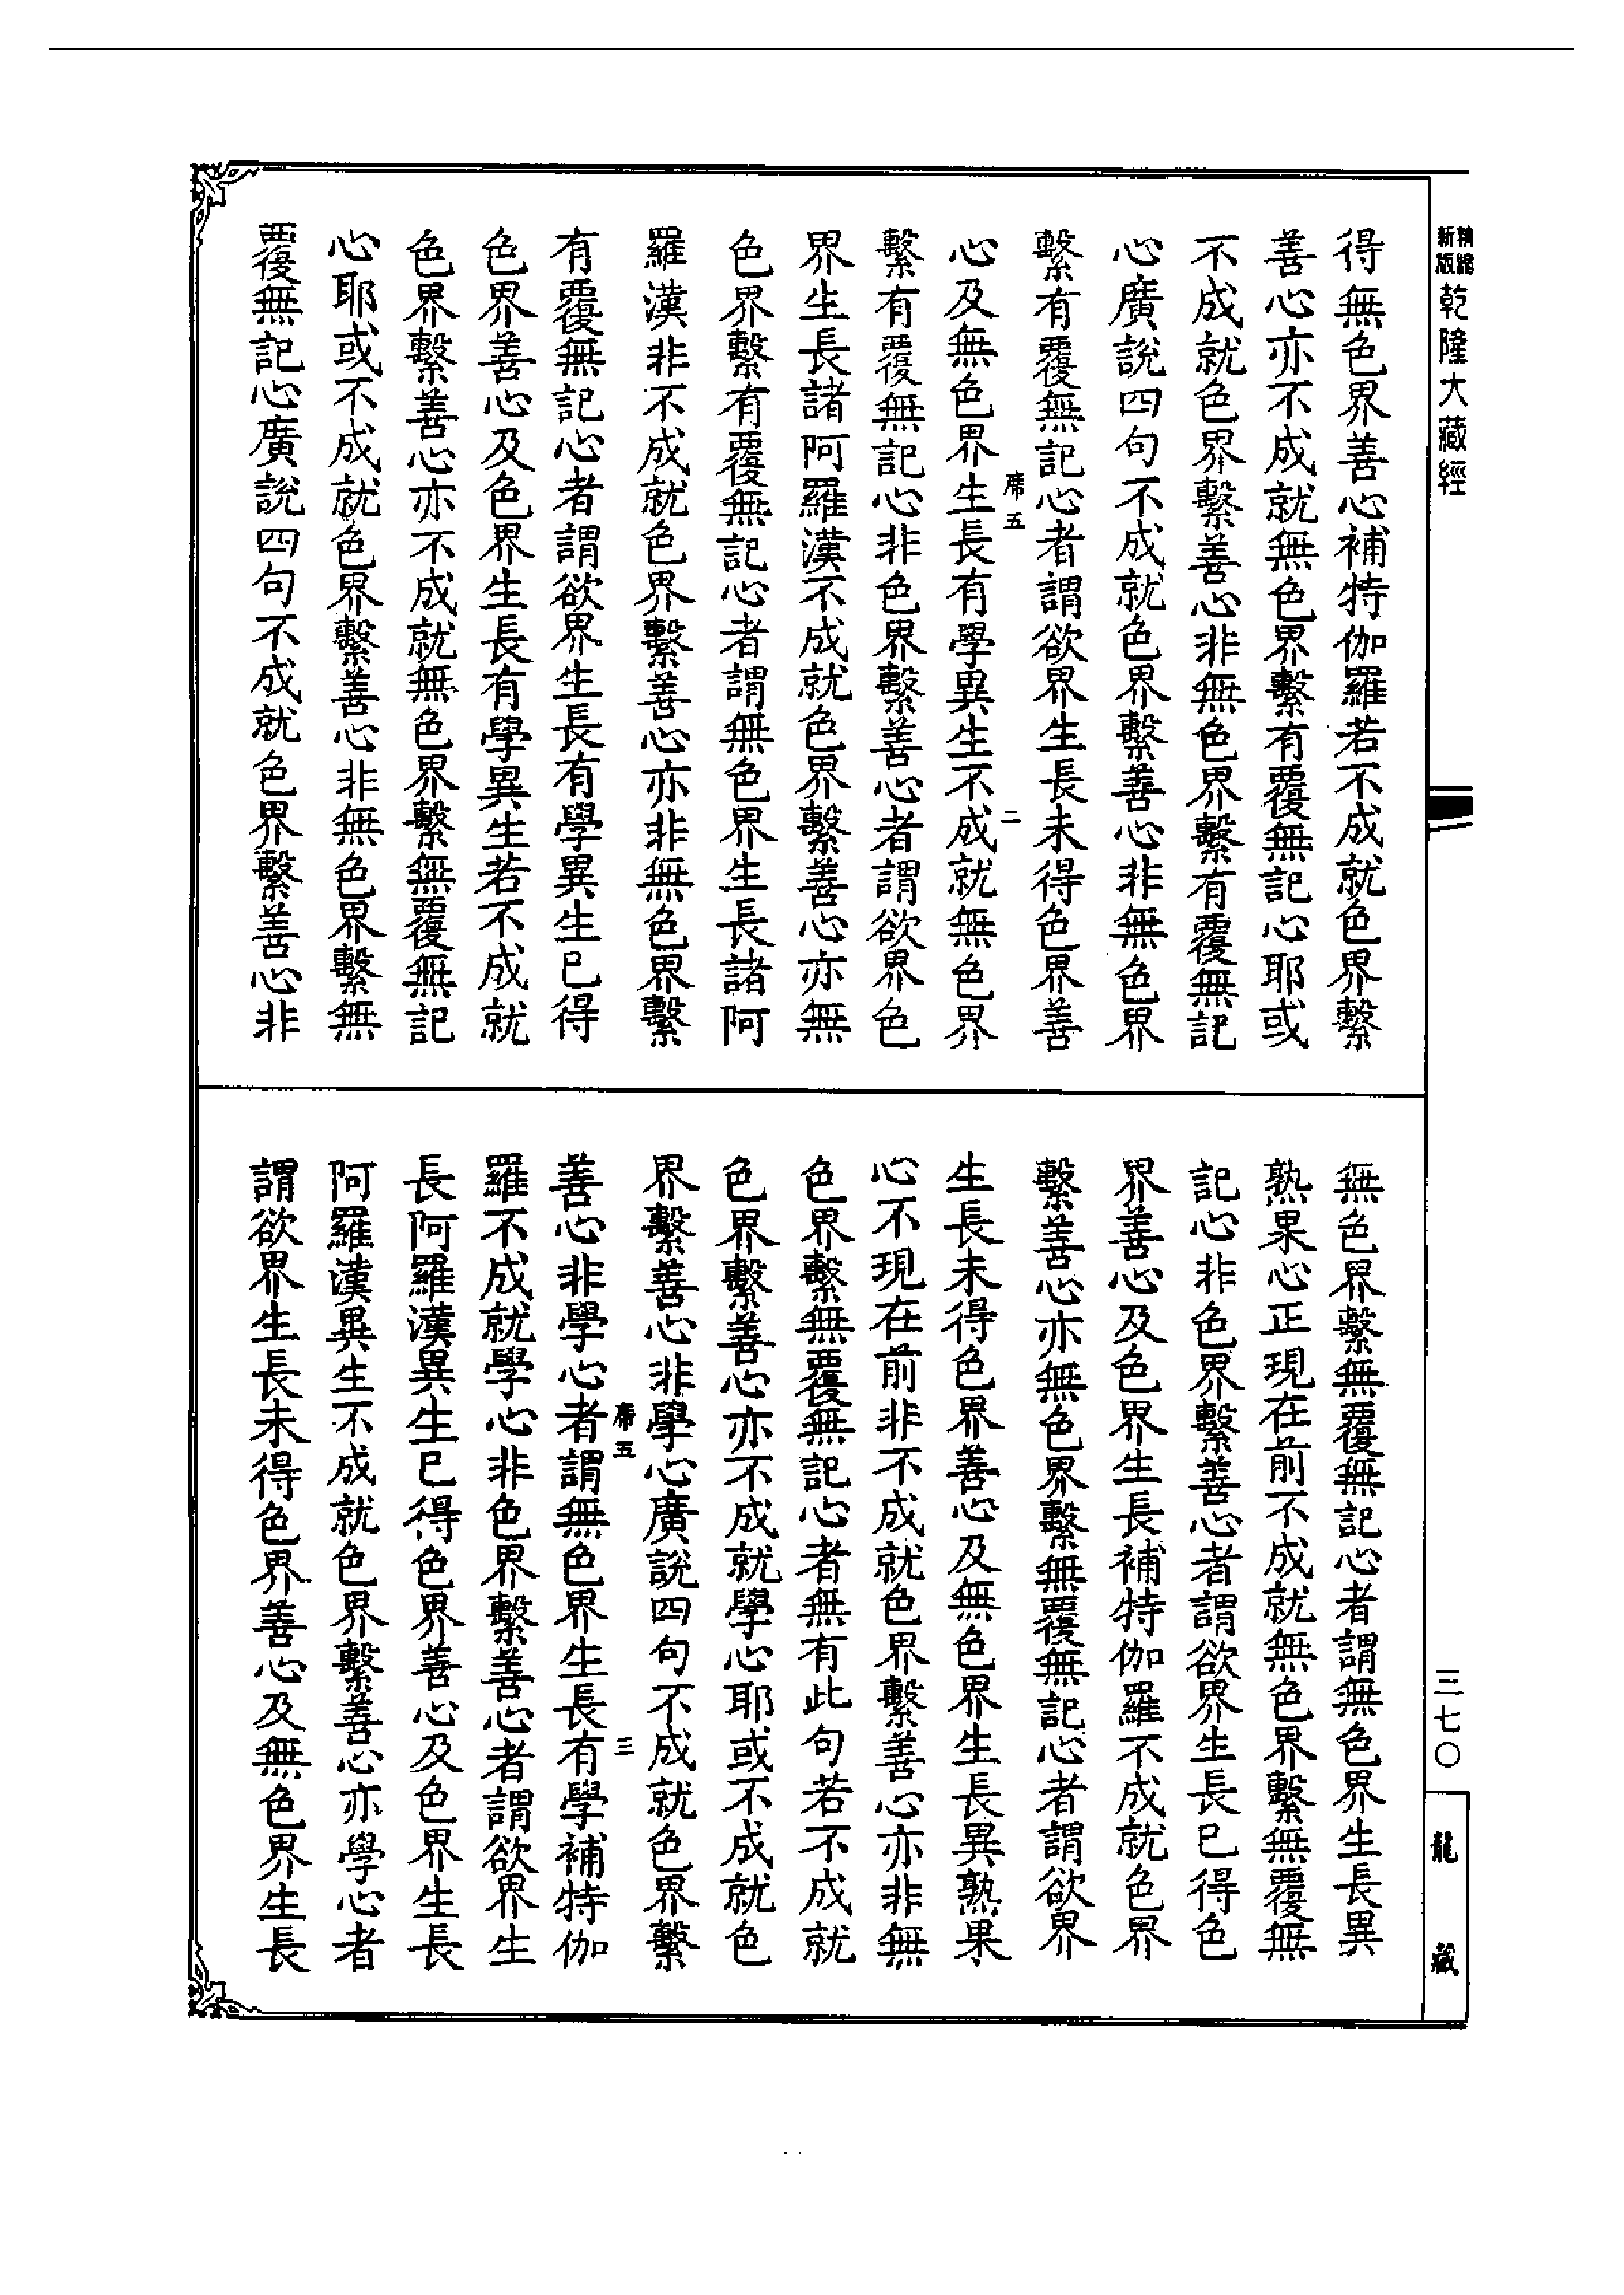 精縮新版乾隆大藏經
得無色界善心補特伽羅若不成就色界繫
善心亦不成就無色界繫有覆無記心耶或
不成就色界繫善心非無色界繫有覆無記
心廣說四句不成就色界繫善心非無色界
繫有覆無記心者謂欲界生長未得色界善
席五 二
心及無色界生長有學異生不成就無色界
繫有覆無記心非色界繫善心者謂欲界色
界生長諸阿羅漢不成就色界繫善心亦無
色界繫有覆無記心者謂無色界生長諸阿
羅漢非不成就色界繫善心亦非無色界繫
有覆無記心者謂欲界生長有學異生已得
色界善心及色界生長有學異生若不成就
色界繫善心亦不成就無色界繫無覆無記
心耶或不成就色界繫善心非無色界繫無
覆無記心廣說四句不成就色界繫善心非
無色界繫無覆無記心者謂無色界生長異
熟果心正現在前不成就無色界繫無覆無
記心非色界繫善心者謂欲界生長已得色
界善心及色界生長補特伽羅不成就色界
繫善心亦無色界繫無覆無記心者謂欲界
生長未得色界善心及無色界生長異熟果
心不現在前非不成就色界繫善心亦非無
色界繫無覆無記心者無有此句若不成就
色界繫善心亦不成就學心耶或不成就色
界繫善心非學心廣說四句不成就色界繫
席五 三
善心非學心者謂無色界生長有學補特伽
羅不成就學心非色界繫善心者謂欲界生
長阿羅漢異生已得色界善心及色界生長
阿羅漢異生不成就色界繫善心亦學心者
謂欲界生長未得色界善心及無色界生長
三七〇
龍藏